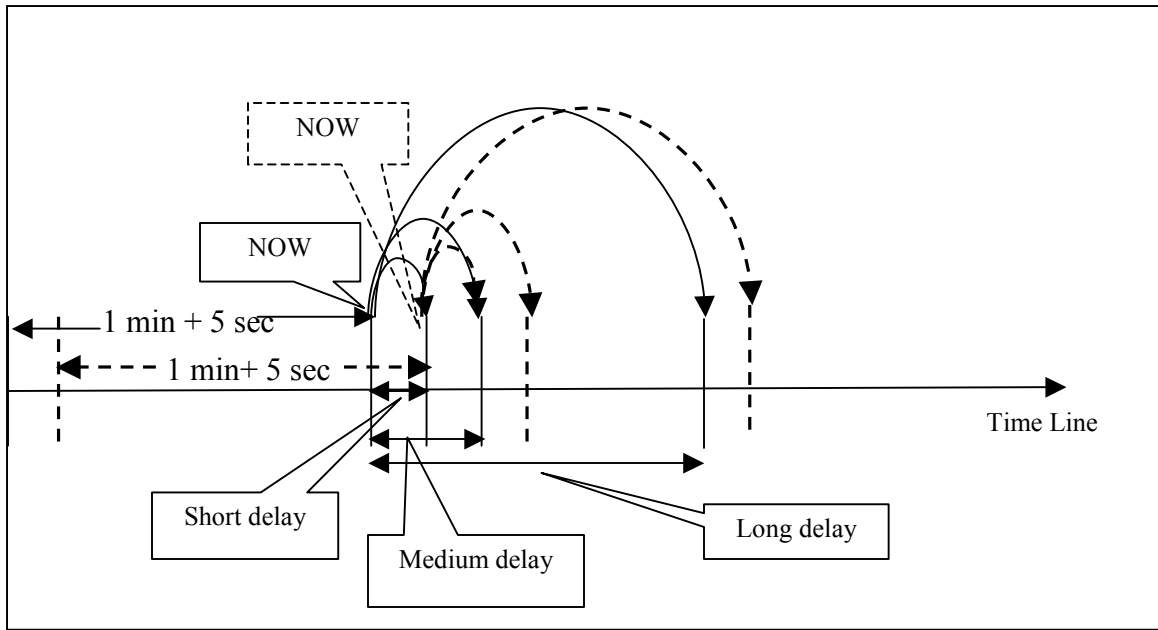 NOW
NOW
1 min + 5 sec
1 min+ 5 sec
Time Line
Short delay
Medium delay
Long delay